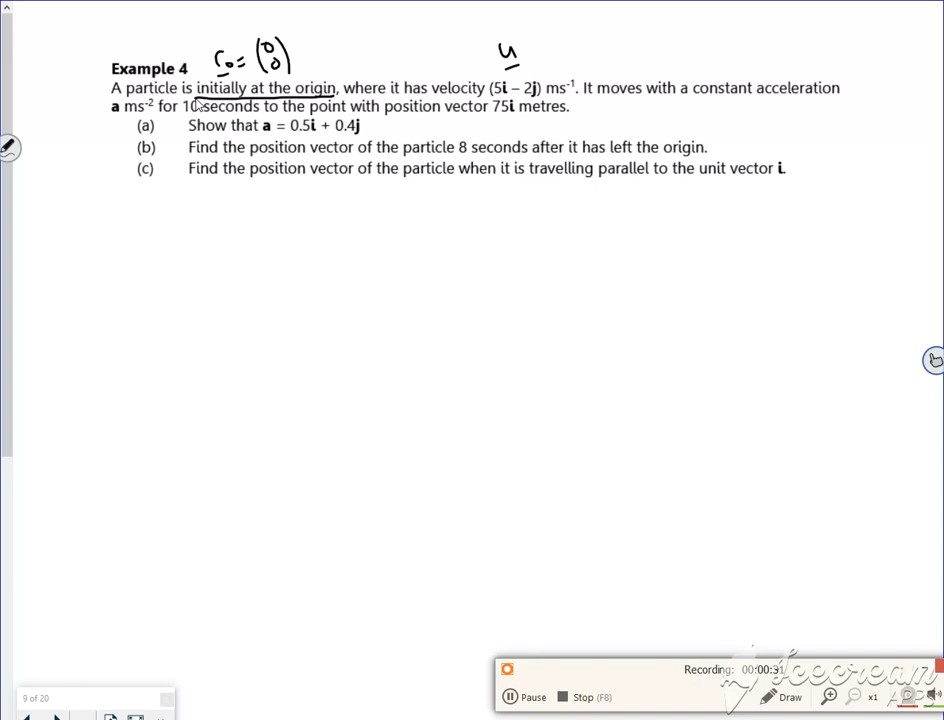 r₀ = (0
0)
u
Example 4
A particle is initially at the origin, where it has velocity (5i – 2j) ms⁻¹. It moves with a constant acceleration
a ms⁻² for 10 seconds to the point with position vector 75i metres.
(a) Show that a = 0.5i + 0.4j
(b) Find the position vector of the particle 8 seconds after it has left the origin.
(c) Find the position vector of the particle when it is travelling parallel to the unit vector i.
Recording: 00:00:31
Icecream
APPS
Pause Stop (F8) Draw x1
9 of 20